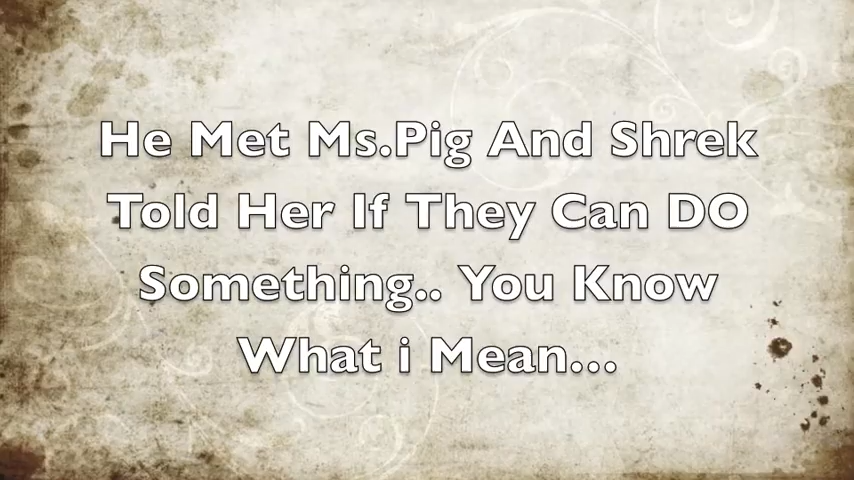 He Met Ms.Pig And Shrek
Told Her If They Can DO
Something.. You Know
What i Mean...